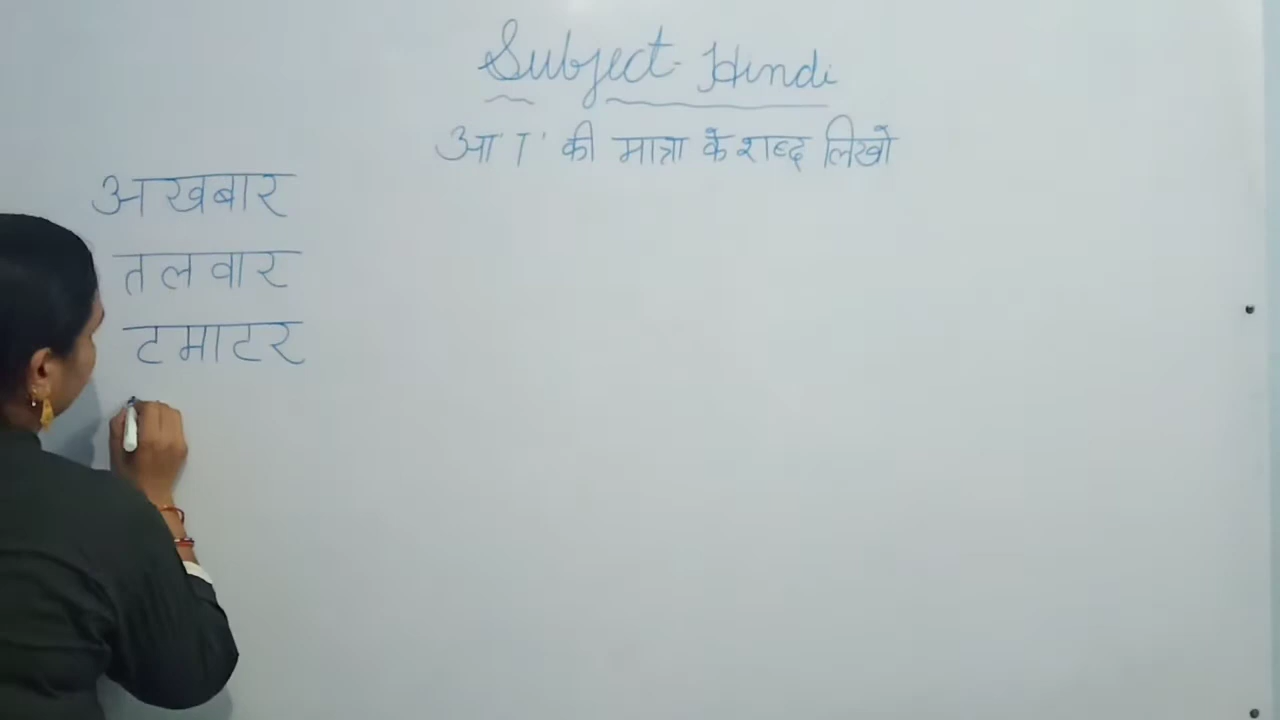 Subject- Hindi
आ 'ा' की मात्रा के शब्द लिखो
अखबार
तलवार
टमाटर